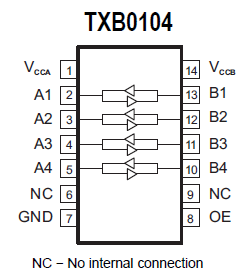 TXB0104
VCCA 1 14 VCCB
A1 2 13 B1
A2 3 12 B2
A3 4 11 B3
A4 5 10 B4
NC 6 9 NC
GND 7 8 OE
NC – No internal connection